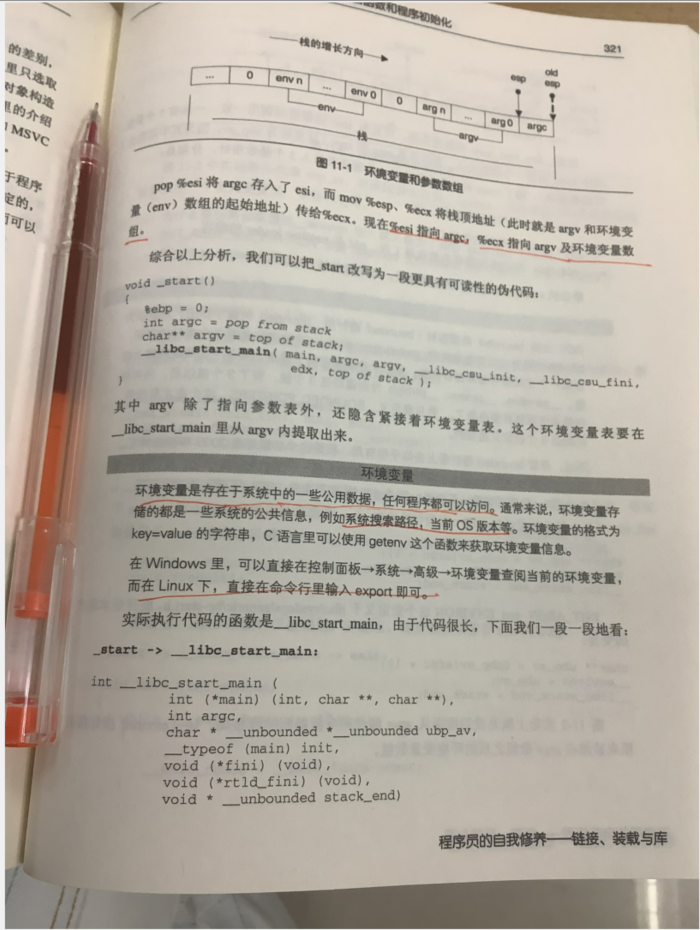 函数和程序初始化
321
的差别,
里只选取
对象构造
里的介绍
MSVC
于程序
定的,
可以
栈的增长方向
esp
old
esp
... 0 env n ... env 0 0 arg n ... arg 0 argc
env
argv
栈
图 11-1 环境变量和参数数组
pop %esi 将 argc 存入了 esi，而 mov %esp、%ecx 将栈顶地址（此时就是 argv 和环境变
量（env）数组的起始地址）传给%ecx。现在%esi 指向 argc，%ecx 指向 argv 及环境变量数
组。
综合以上分析，我们可以把_start 改写为一段更具有可读性的伪代码：
void _start()
{
%ebp = 0;
int argc = pop from stack
char** argv = top of stack;
__libc_start_main( main, argc, argv, __libc_csu_init, __libc_csu_fini,
edx, top of stack );
}
其中 argv 除了指向参数表外，还隐含紧接着环境变量表。这个环境变量表要在
__libc_start_main 里从 argv 内提取出来。
环境变量
环境变量是存在于系统中的一些公用数据，任何程序都可以访问。通常来说，环境变量存
储的都是一些系统的公共信息，例如系统搜索路径，当前 OS 版本等。环境变量的格式为
key=value 的字符串，C 语言里可以使用 getenv 这个函数来获取环境变量信息。
在 Windows 里，可以直接在控制面板→系统→高级→环境变量查阅当前的环境变量，
而在 Linux 下，直接在命令行里输入 export 即可。
实际执行代码的函数是__libc_start_main，由于代码很长，下面我们一段一段地看：
_start -> __libc_start_main:
int __libc_start_main (
int (*main) (int, char **, char **),
int argc,
char * __unbounded *__unbounded ubp_av,
__typeof (main) init,
void (*fini) (void),
void (*rtld_fini) (void),
void * __unbounded stack_end)
程序员的自我修养——链接、装载与库